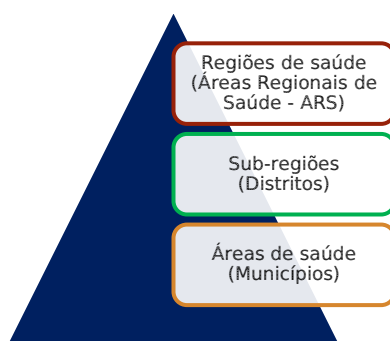 Regiões de saúde
(Áreas Regionais de
Saúde - ARS)
Sub-regiões
(Distritos)
Áreas de saúde
(Municípios)